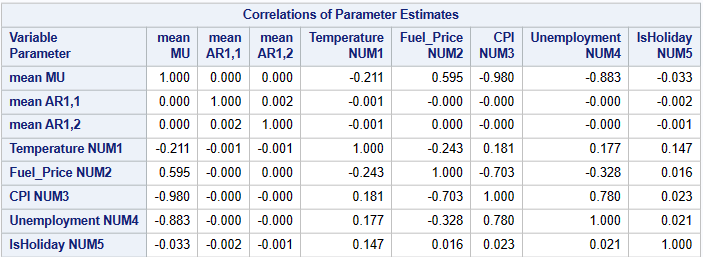 Correlations of Parameter Estimates
Variable Parameter mean MU mean AR1,1 mean AR1,2 Temperature NUM1 Fuel_Price NUM2 CPI NUM3 Unemployment NUM4 IsHoliday NUM5
mean MU 1.000 0.000 0.000 -0.211 0.595 -0.980 -0.883 -0.033
mean AR1,1 0.000 1.000 0.002 -0.001 -0.000 -0.000 -0.000 -0.002
mean AR1,2 0.000 0.002 1.000 -0.001 0.000 -0.000 -0.000 -0.001
Temperature NUM1 -0.211 -0.001 -0.001 1.000 -0.243 0.181 0.177 0.147
Fuel_Price NUM2 0.595 -0.000 0.000 -0.243 1.000 -0.703 -0.328 0.016
CPI NUM3 -0.980 -0.000 -0.000 0.181 -0.703 1.000 0.780 0.023
Unemployment NUM4 -0.883 -0.000 -0.000 0.177 -0.328 0.780 1.000 0.021
IsHoliday NUM5 -0.033 -0.002 -0.001 0.147 0.016 0.023 0.021 1.000